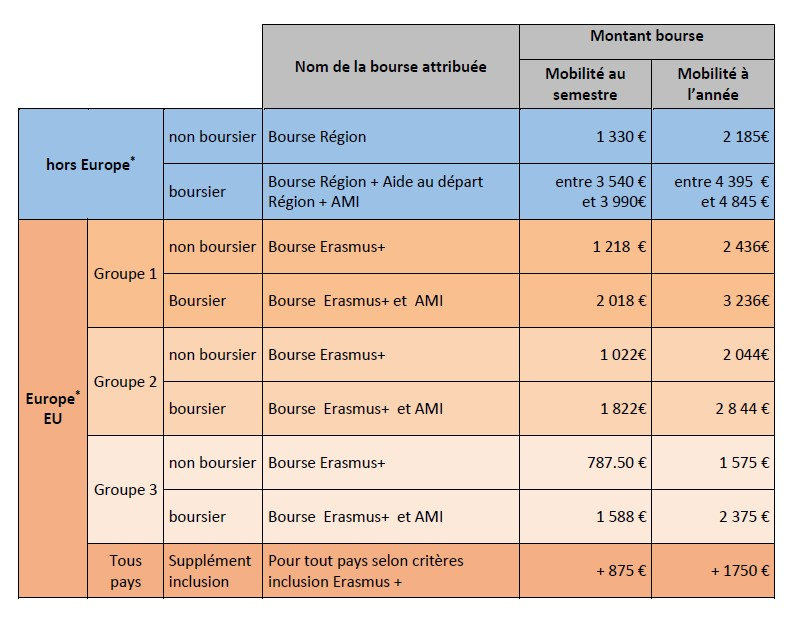 Nom de la bourse attribuée
Montant bourse
Mobilité au
semestre
Mobilité à
l’année
hors Europe*
non boursier
Bourse Région
1 330 €
2 185€
boursier
Bourse Région + Aide au départ
Région + AMI
entre 3 540 €
et 3 990€
entre 4 395 €
et 4 845 €
Europe*
EU
Groupe 1
non boursier
Bourse Erasmus+
1 218 €
2 436€
Boursier
Bourse Erasmus+ et AMI
2 018 €
3 236€
Groupe 2
non boursier
Bourse Erasmus+
1 022€
2 044€
boursier
Bourse Erasmus+ et AMI
1 822€
2 8 44 €
Groupe 3
non boursier
Bourse Erasmus+
787.50 €
1 575 €
boursier
Bourse Erasmus+ et AMI
1 588 €
2 375 €
Tous
pays
Supplément
inclusion
Pour tout pays selon critères
inclusion Erasmus +
+ 875 €
+ 1750 €